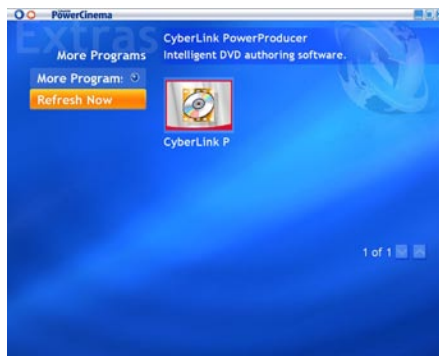 PowerCinema
Extras
More Programs
CyberLink PowerProducer
Intelligent DVD authoring software.
More Program:
Refresh Now
CyberLink P
1 of 1